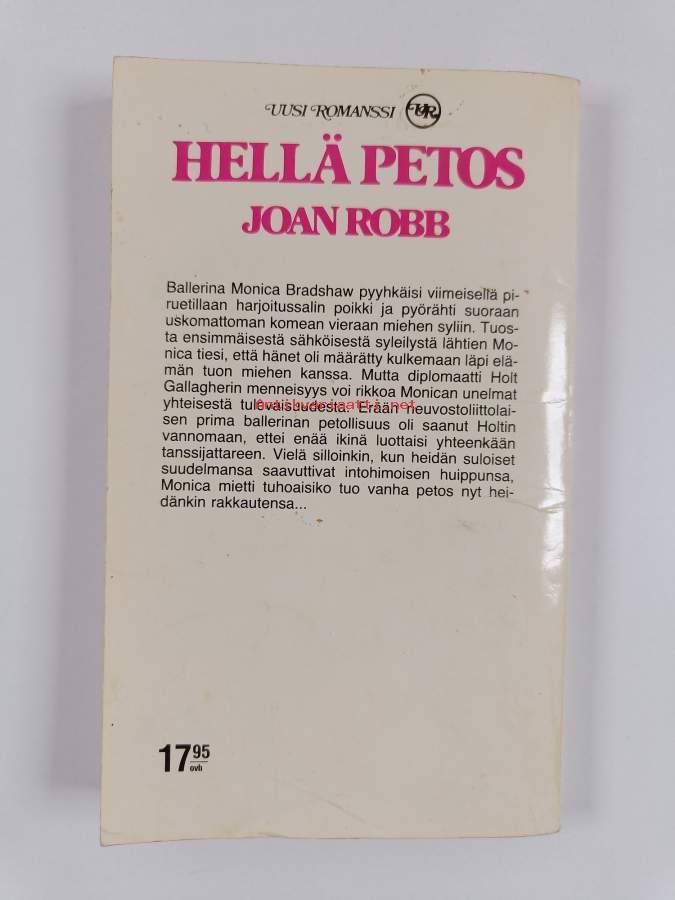 UUSI ROMANSSI UR
HELLÄ PETOS
JOAN ROBB
Ballerina Monica Bradshaw pyyhkäisi viimeisellä pi-
ruetillaan harjoitussalin poikki ja pyörähti suoraan
uskomattoman komean vieraan miehen syliin. Tuos-
ta ensimmäisestä sähköisestä syleilystä lähtien Mo-
nica tiesi, että hänet oli määrätty kulkemaan läpi elä-
män tuon miehen kanssa. Mutta diplomaatti Holt
Gallagherin menneisyys voi rikkoa Monican unelmat
yhteisestä tulevaisuudesta. Erään neuvostoliittolai-
antikvariaatti.net
sen prima ballerinan petollisuus oli saanut Holtin
vannomaan, ettei enää ikinä luottaisi yhteenkään
tanssijattareen. Vielä silloinkin, kun heidän suloiset
suudelmansa saavuttivat intohimoisen huippunsa,
Monica mietti tuhoaisiko tuo vanha petos nyt hei-
dänkin rakkautensa...
17 95
ovh